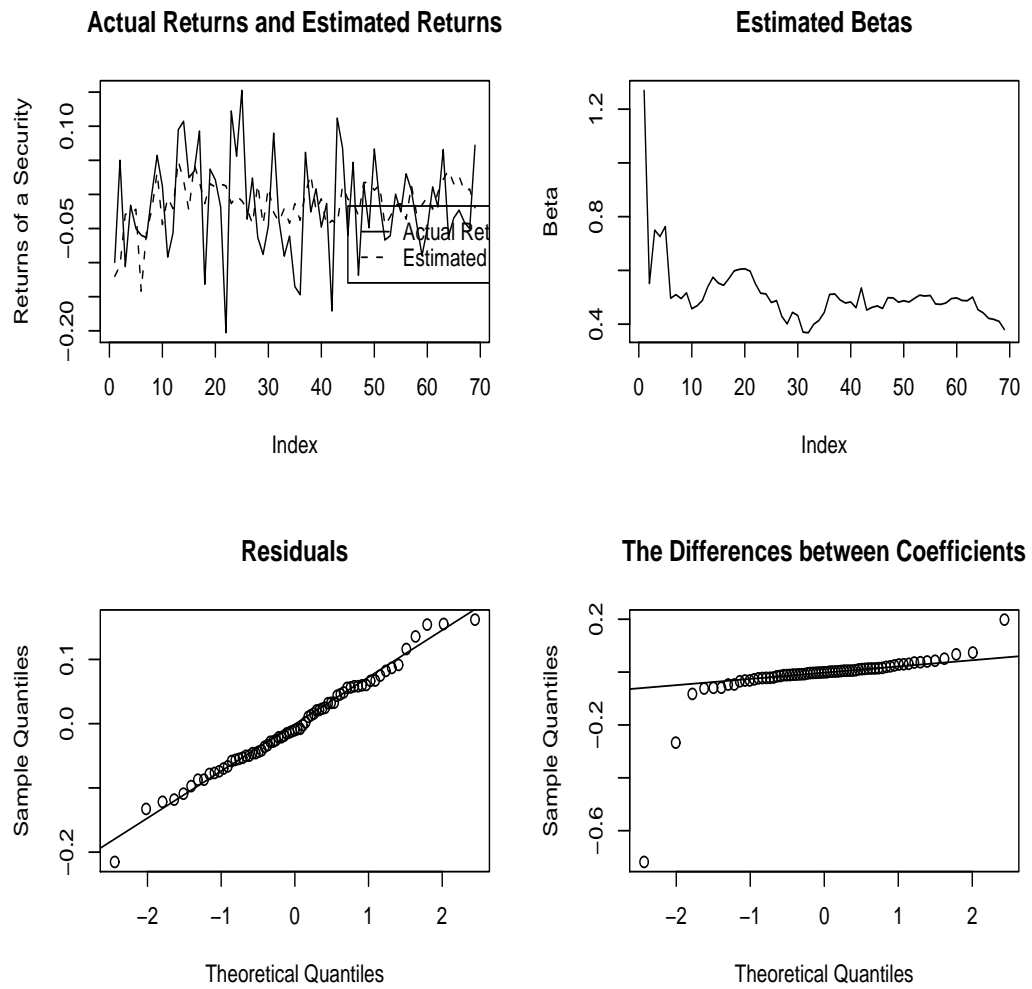 Actual Returns and Estimated Returns
Returns of a Security
0.10
−0.05
−0.20
0 10 20 30 40 50 60 70
Index
Actual Ret
Estimated
Estimated Betas
Beta
1.2
0.8
0.4
0 10 20 30 40 50 60 70
Index
Residuals
Sample Quantiles
0.1
0.0
−0.2
−2 −1 0 1 2
Theoretical Quantiles
The Differences between Coefficients
Sample Quantiles
0.2
−0.2
−0.6
−2 −1 0 1 2
Theoretical Quantiles